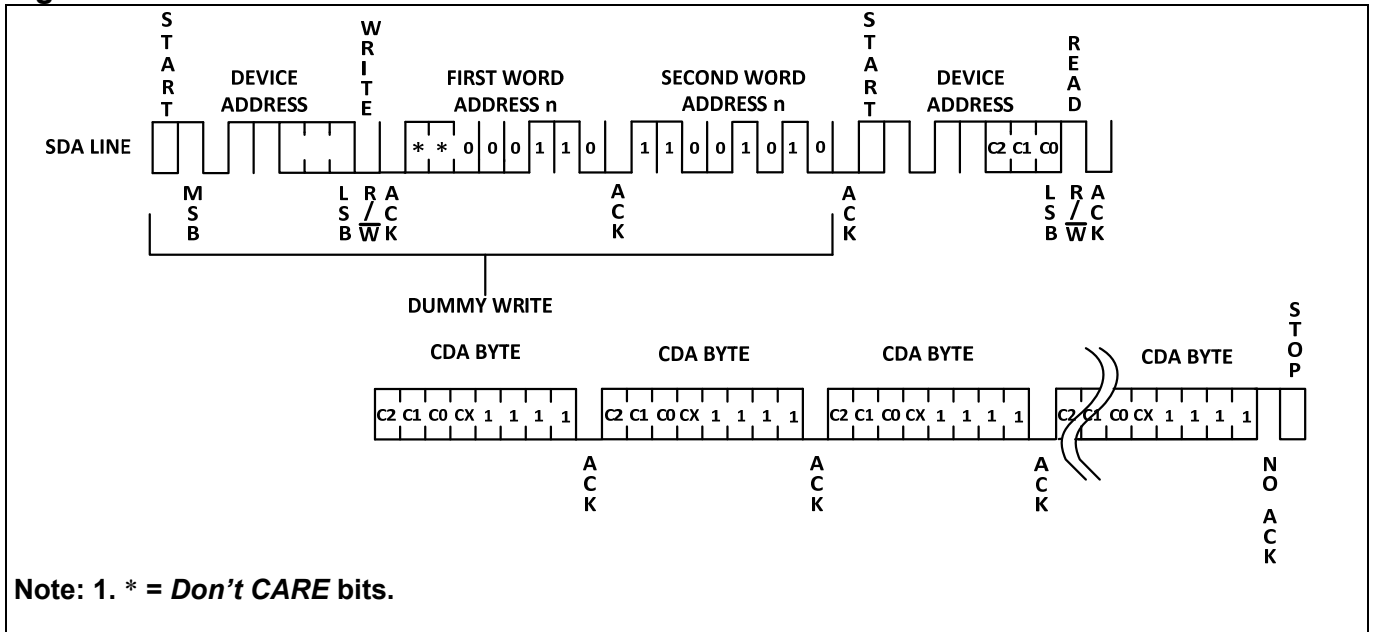 START
WRITE
START
READ
DEVICE ADDRESS
FIRST WORD ADDRESS n
SECOND WORD ADDRESS n
DEVICE ADDRESS
SDA LINE
* * 0 0 0 1 1 0
1 1 0 0 1 0 1 0
C2 C1 C0
MSB
LSB
R/W̅
ACK
ACK
ACK
LSB
R/W̅
ACK
DUMMY WRITE
STOP
CDA BYTE
CDA BYTE
CDA BYTE
CDA BYTE
C2 C1 C0 CX 1 1 1 1
C2 C1 C0 CX 1 1 1 1
C2 C1 C0 CX 1 1 1 1
C2 C1 C0 CX 1 1 1 1
ACK
ACK
ACK
NO ACK
Note: 1. * = Don't CARE bits.